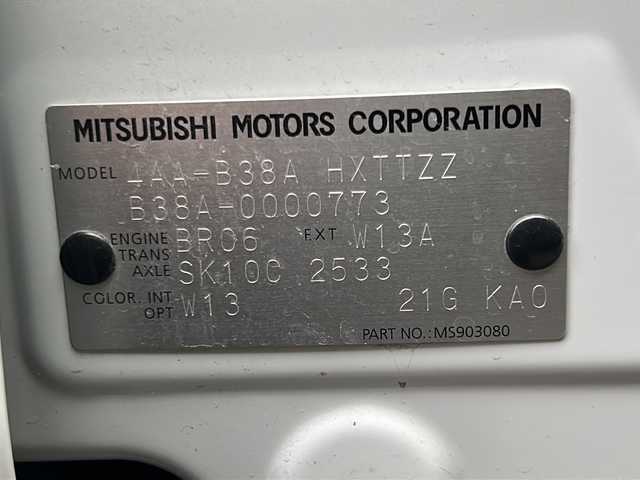 MITSUBISHI MOTORS CORPORATION
MODEL 4AA-B38A HXTTZZ
B38A-0000773
ENGINE BR06 EXT W13A
TRANS AXLE SK10C 2533
COLOR. INT OPT W13 21G KA0
PART NO.:MS903080